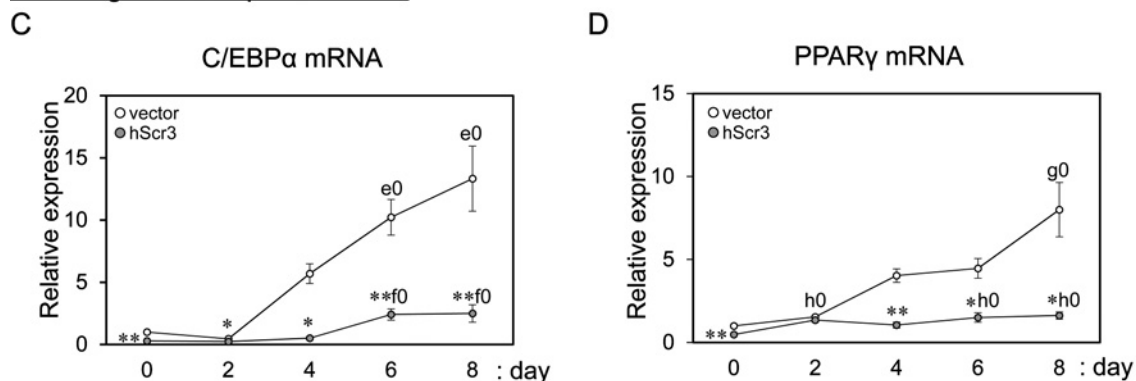 C
C/EBPα mRNA
Relative expression
20
15
10
5
0
vector
hScr3
**
*
*
e0
**f0
e0
**f0
0 2 4 6 8 : day
D
PPARγ mRNA
Relative expression
15
10
5
0
vector
hScr3
**
h0
**
*h0
g0
*h0
0 2 4 6 8 : day